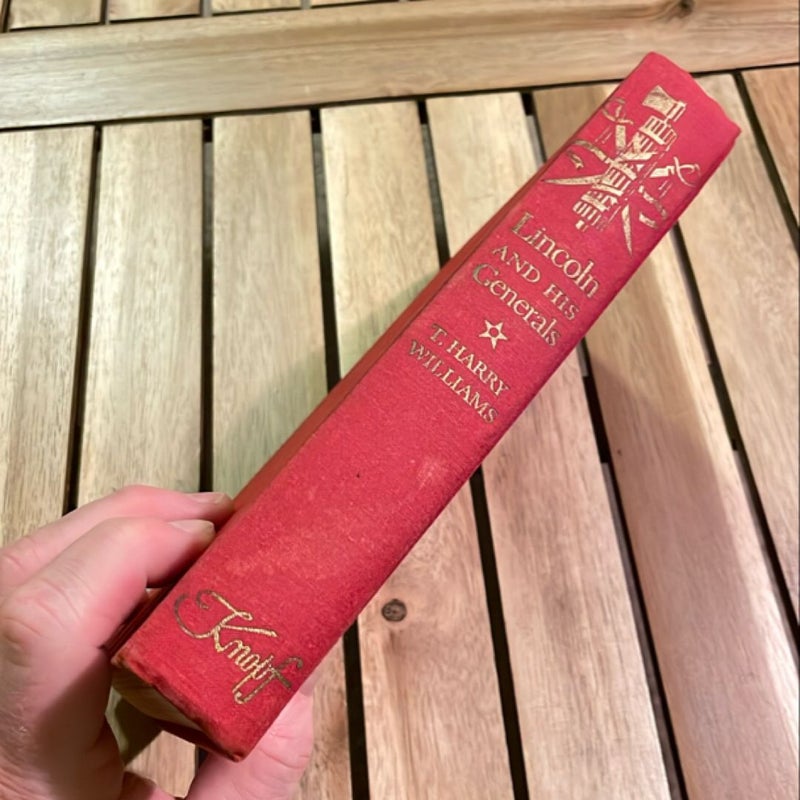 Lincoln
AND HIS
Generals
T. HARRY
WILLIAMS
Knopf